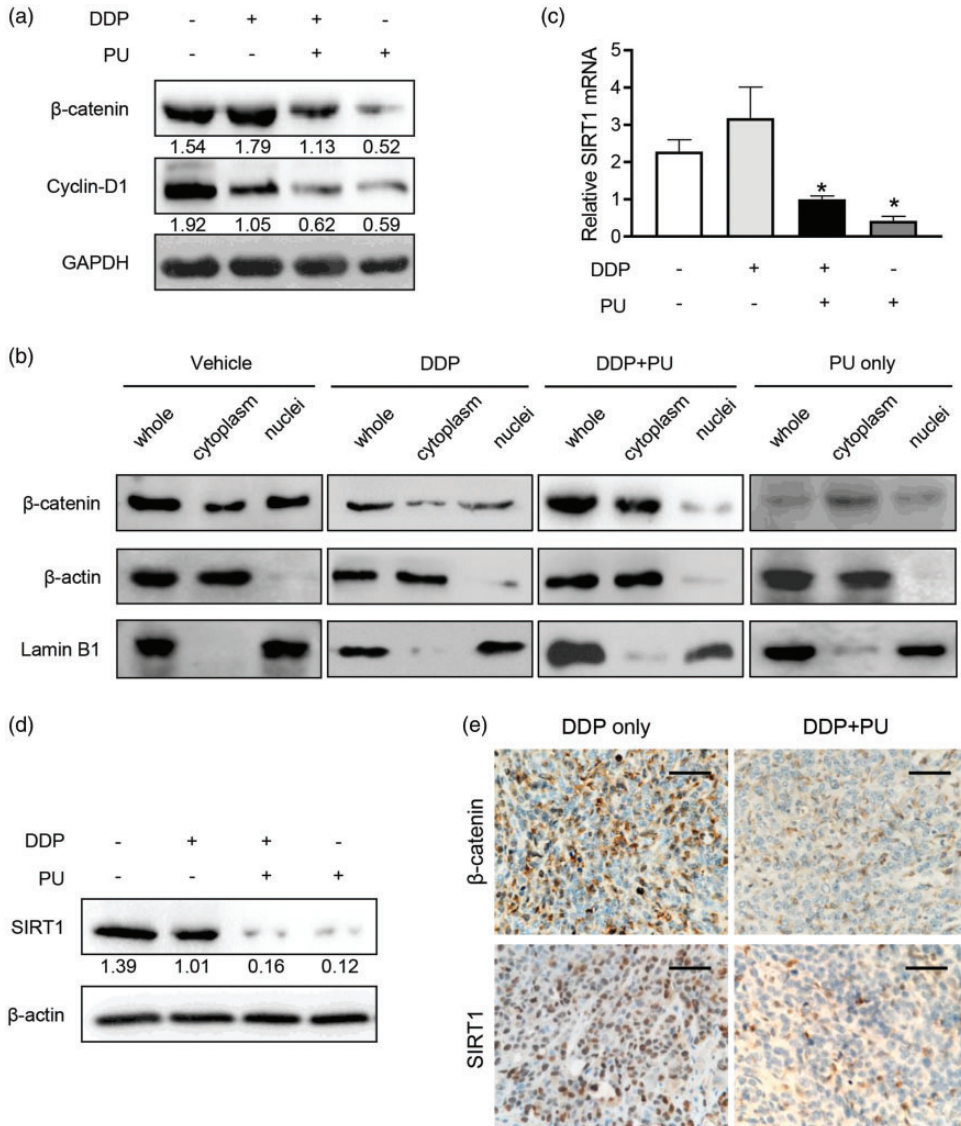 (a)
DDP - + + -
PU - - + +
β-catenin
1.54 1.79 1.13 0.52
Cyclin-D1
1.92 1.05 0.62 0.59
GAPDH
(c)
Relative SIRT1 mRNA
5
4
3
2
1
0
* *
DDP - + + -
PU - - + +
(b)
Vehicle DDP DDP+PU PU only
whole cytoplasm nuclei whole cytoplasm nuclei whole cytoplasm nuclei whole cytoplasm nuclei
β-catenin
β-actin
Lamin B1
(d)
DDP - + + -
PU - - + +
SIRT1
1.39 1.01 0.16 0.12
β-actin
(e)
DDP only DDP+PU
β-catenin
SIRT1